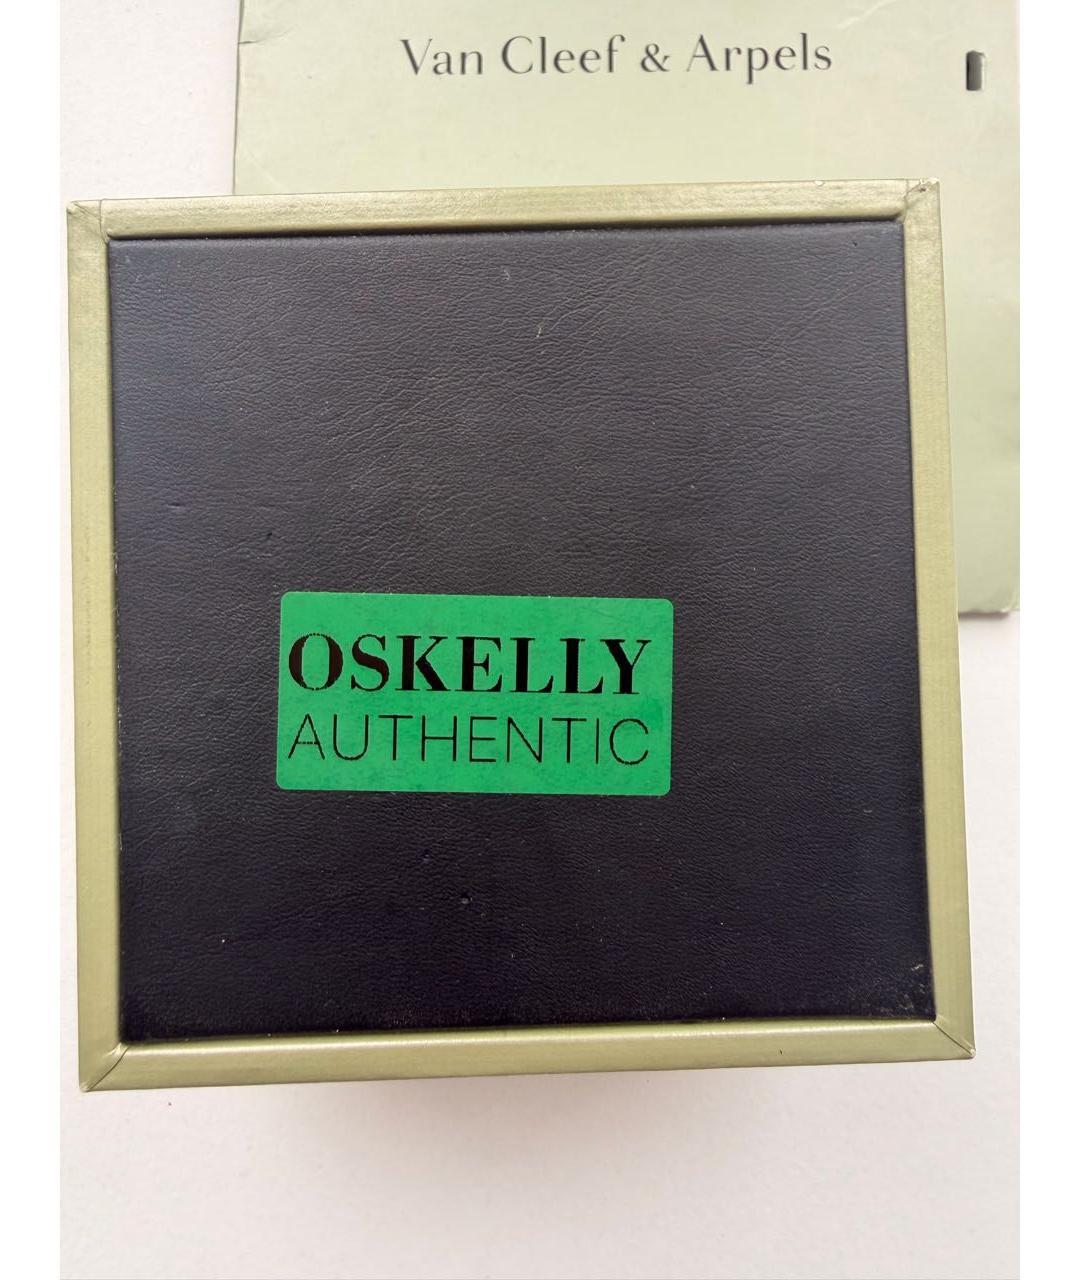 Van Cleef & Arpels
OSKELLY
AUTHENTIC